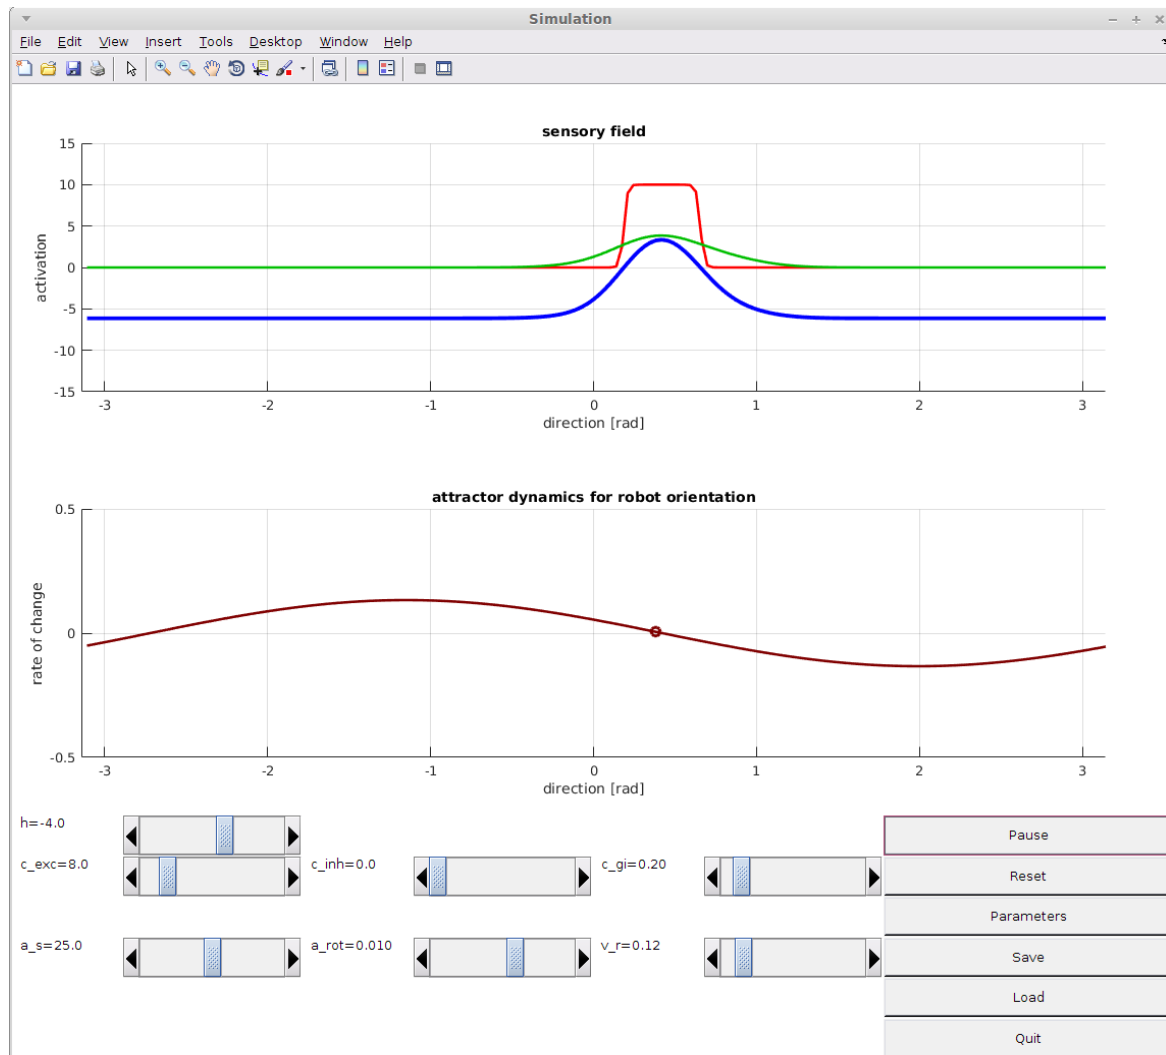 Simulation
File Edit View Insert Tools Desktop Window Help
sensory field
15
10
5
0
-5
-10
-15
activation
-3 -2 -1 0 1 2 3
direction [rad]
attractor dynamics for robot orientation
0.5
0
-0.5
rate of change
-3 -2 -1 0 1 2 3
direction [rad]
h=-4.0
c_exc=8.0 c_inh=0.0 c_gi=0.20
a_s=25.0 a_rot=0.010 v_r=0.12
Pause
Reset
Parameters
Save
Load
Quit